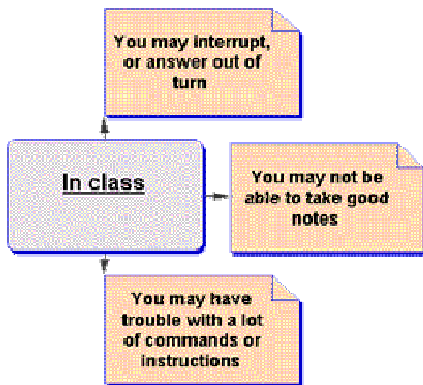 You may interrupt,
or answer out of
turn
In class
You may not be
able to take good
notes
You may have
trouble with a lot
of commands or
instructions